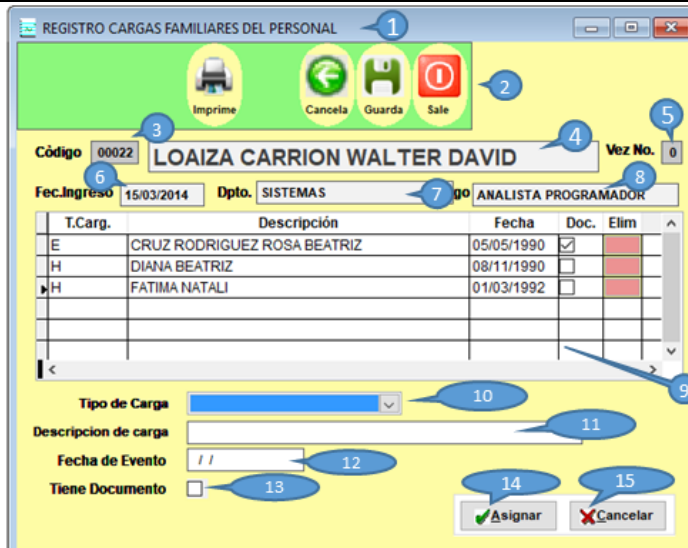 REGISTRO CARGAS FAMILIARES DEL PERSONAL 1
Imprime Cancela Guarda Sale 2
3 4 5
Código 00022 LOAIZA CARRION WALTER DAVID Vez No. 0
6 7 8
Fec.Ingreso 15/03/2014 Dpto. SISTEMAS go ANALISTA PROGRAMADOR
T.Carg. Descripción Fecha Doc. Elim
E CRUZ RODRIGUEZ ROSA BEATRIZ 05/05/1990
H DIANA BEATRIZ 08/11/1990
H FATIMA NATALI 01/03/1992
9
Tipo de Carga 10
Descripcion de carga 11
Fecha de Evento / / 12
Tiene Documento 13
14 15
Asignar Cancelar